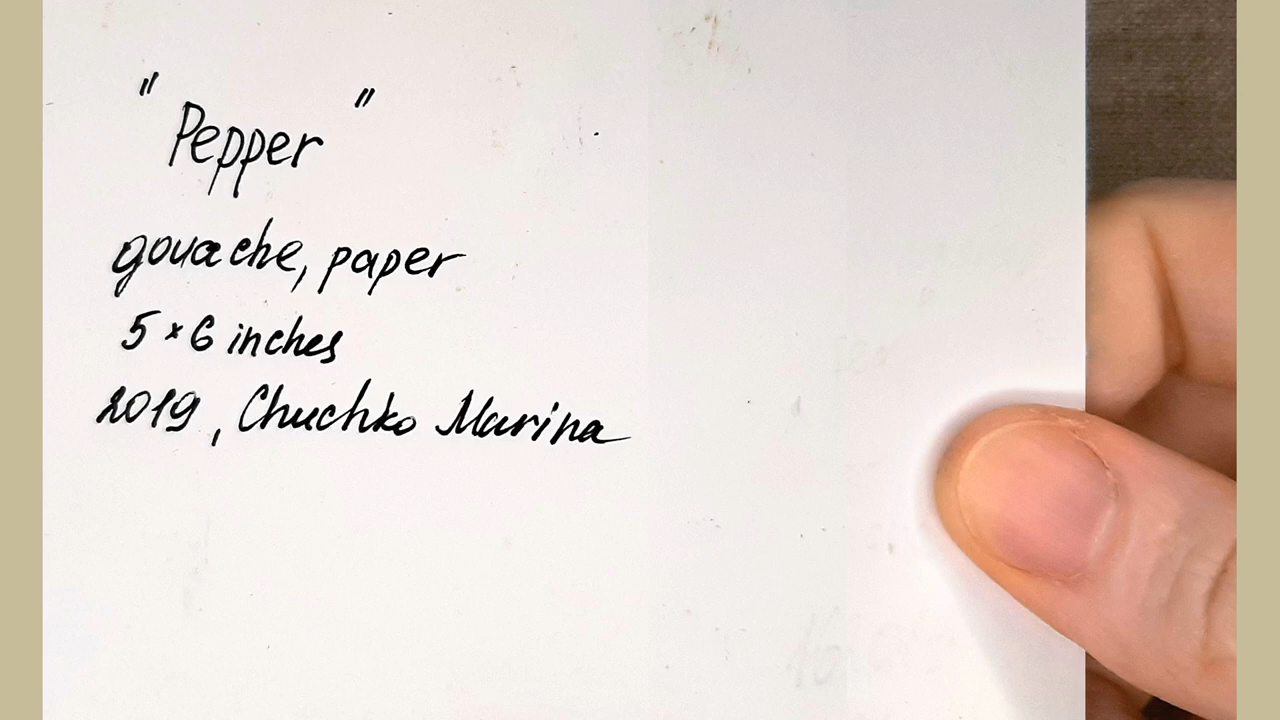 "Pepper"
gouache, paper
5×6 inches
2019, Chuchko Marina